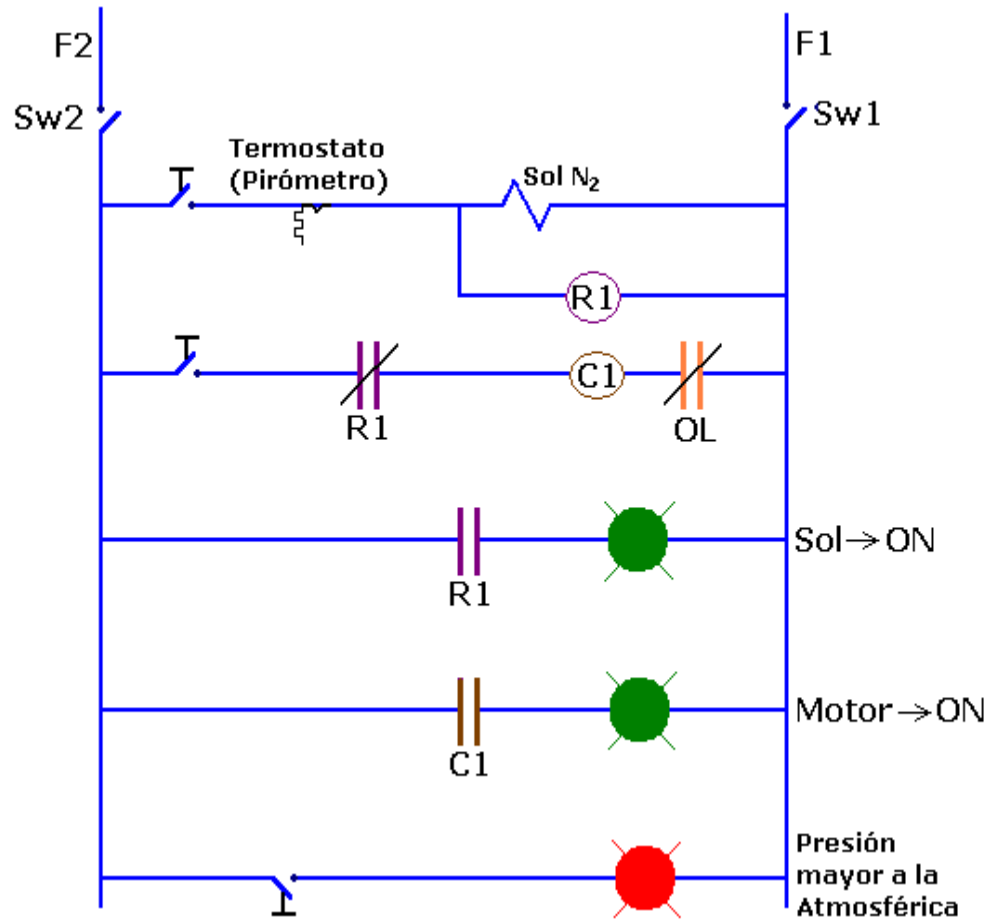 F2
F1
Sw2
Sw1
Termostato
(Pirómetro)
Sol N₂
R1
R1
C1
OL
R1
Sol→ON
C1
Motor→ON
Presión
mayor a la
Atmosférica